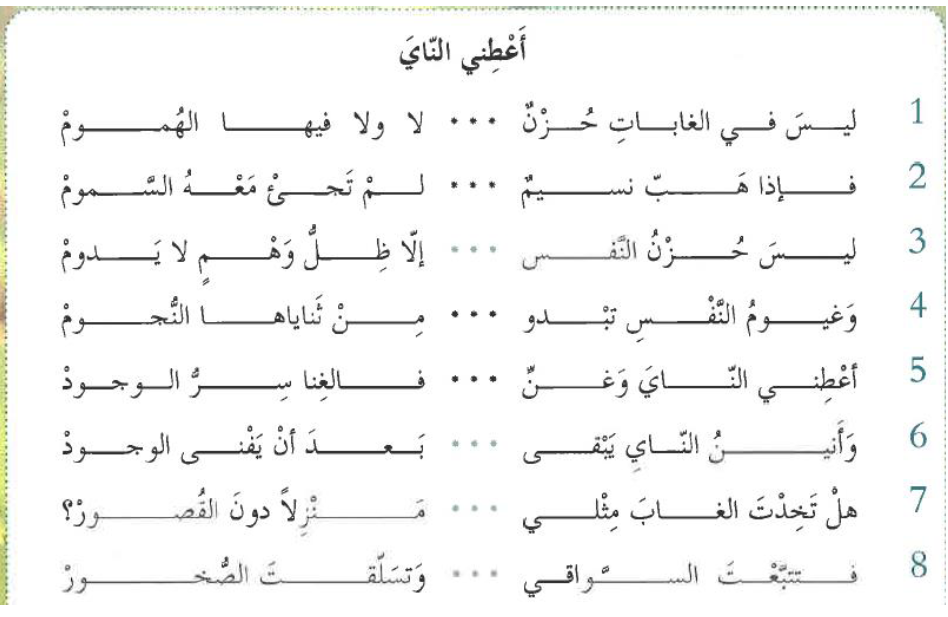 أَعْطِني النّايَ
1 ليسَ في الغاباتِ حُزْنٌ ... لا ولا فيها الهُمومْ
2 فإذا هَبّ نسيمٌ ... لمْ تَجئْ مَعْهُ السَّمومْ
3 ليسَ حُزْنُ النَّفس ... إلّا ظِلُّ وَهْمٍ لا يَدومْ
4 وَغيومُ النَّفْسِ تبْدو ... مِنْ ثَناياها النُّجومْ
5 أعْطِني النّايَ وَغَنِّ ... فالغِنا سِرُّ الوجودْ
6 وَأَنينُ النّايِ يَبْقى ... بَعدَ أنْ يَفْنى الوجودْ
7 هلْ تَخِذْتَ الغابَ مِثْلي ... مَنْزِلاً دونَ القُصورْ؟
8 فتتبَّعْتَ السَّواقي ... وَتسَلّقتَ الصُّخورْ